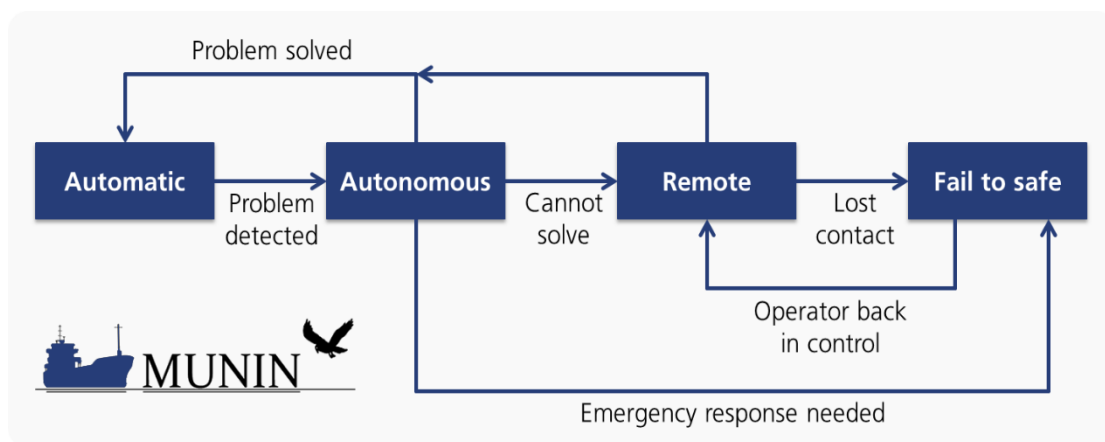 Problem solved
Automatic
Autonomous
Remote
Fail to safe
Problem
detected
Cannot
solve
Lost
contact
Operator back
in control
MUNIN
Emergency response needed